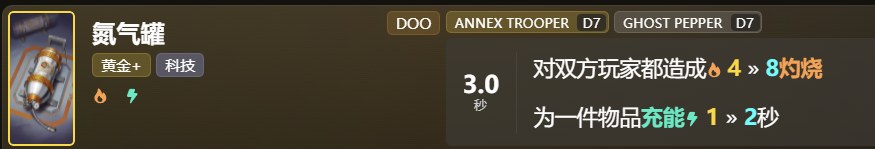 氮气罐
黄金+ 科技
DOO
ANNEX TROOPER D7
GHOST PEPPER D7
3.0
秒
对双方玩家都造成 4 » 8灼烧
为一件物品充能 1 » 2秒